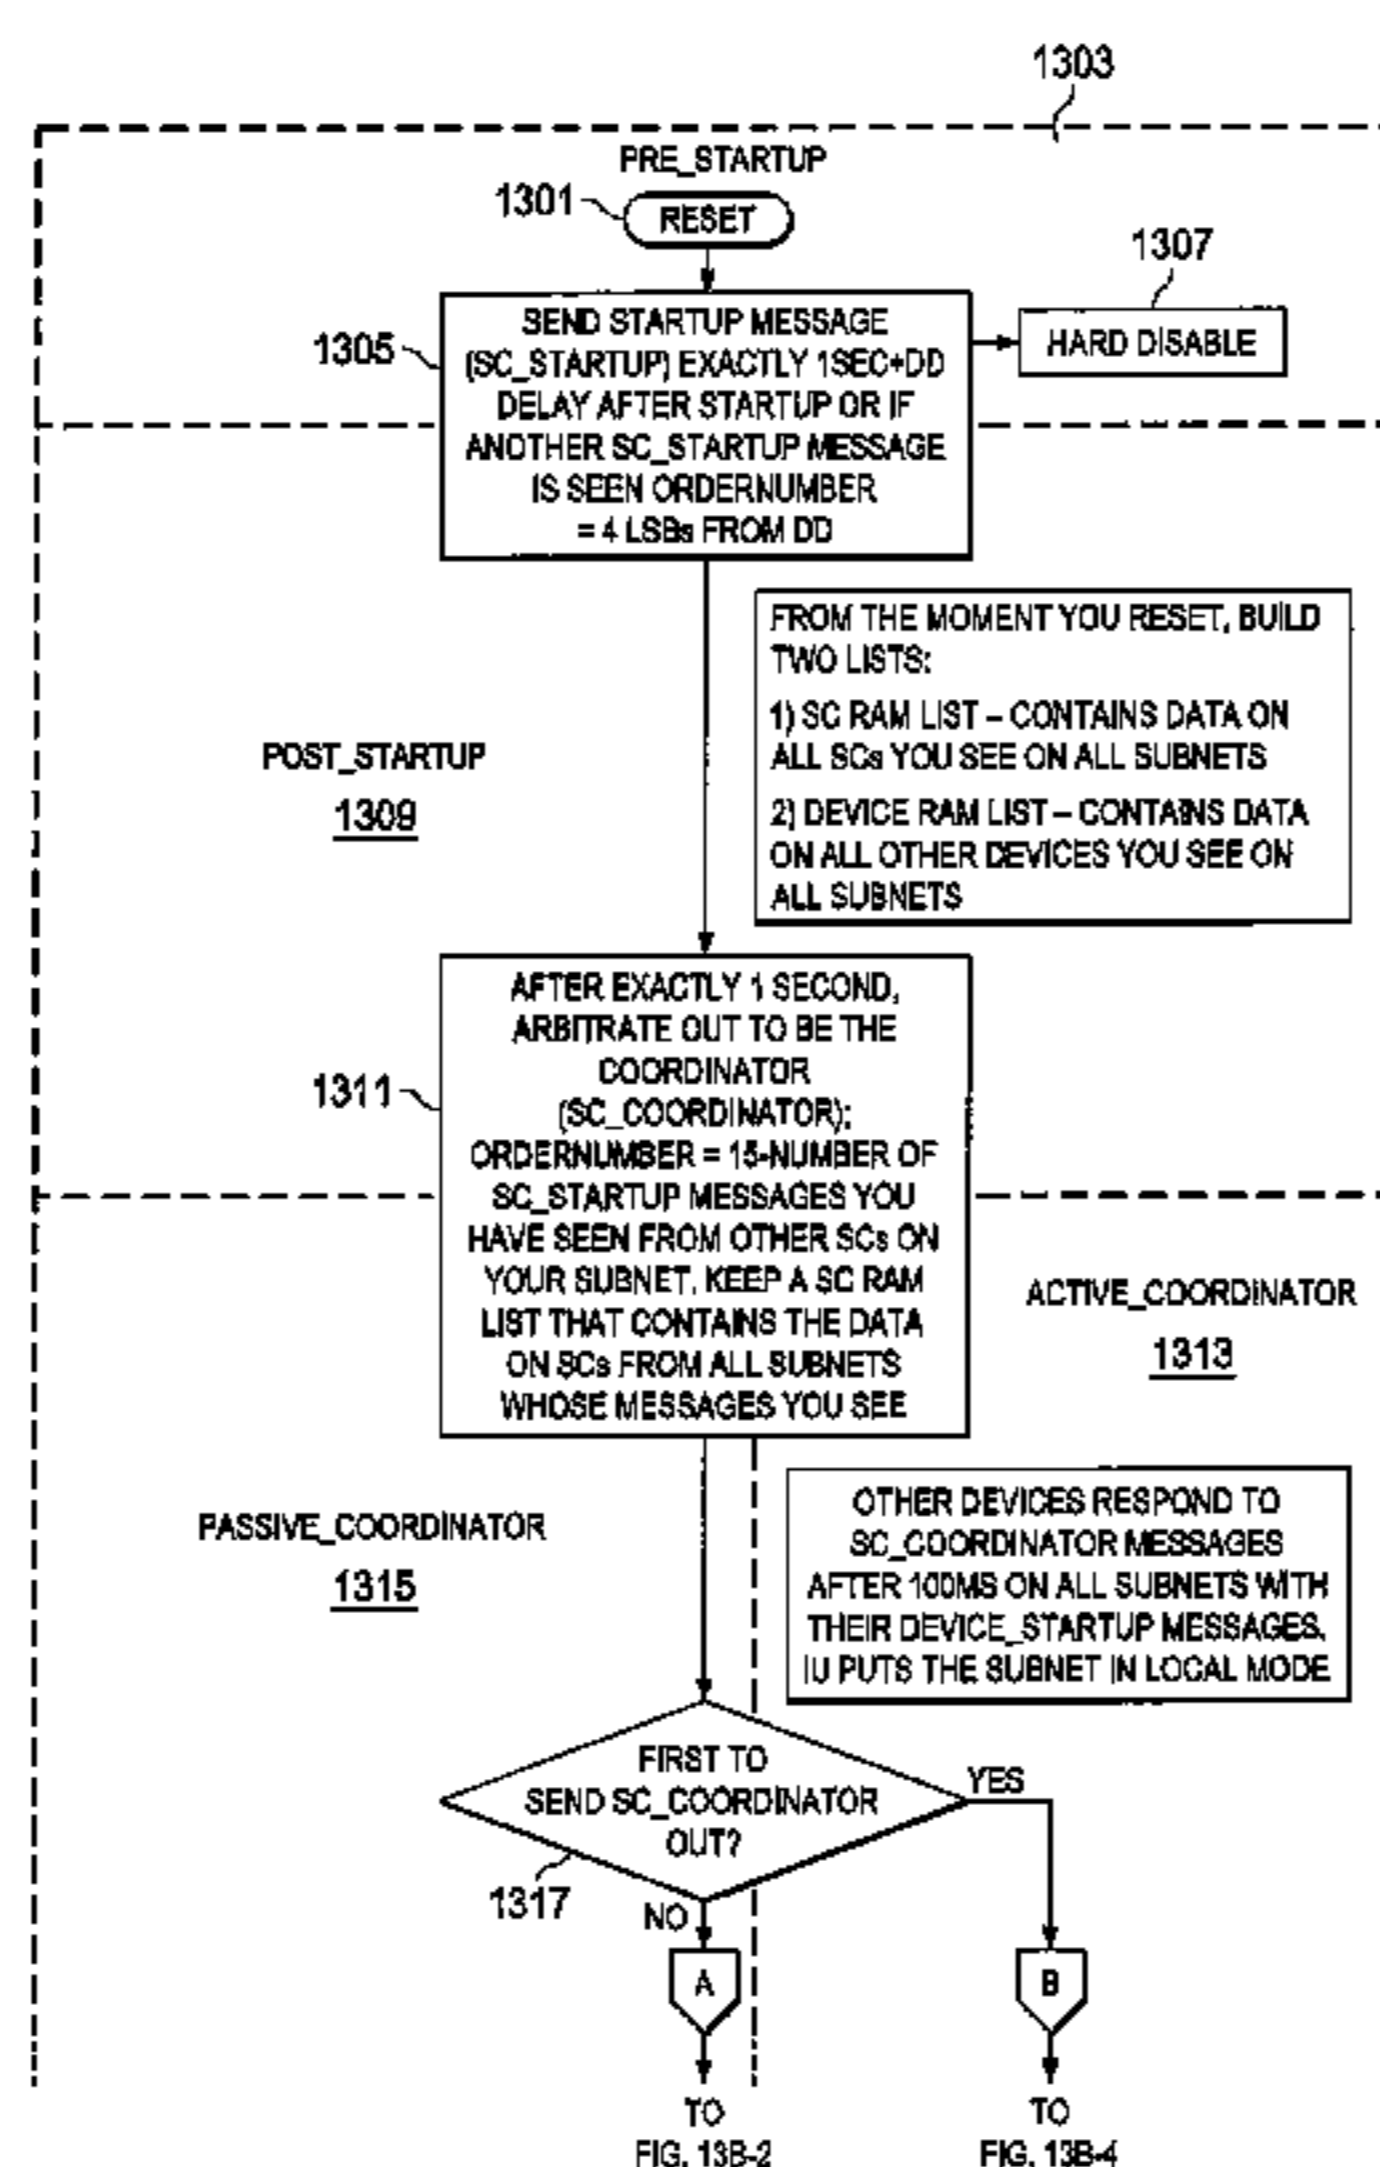 1303
PRE_STARTUP
1301
RESET
1307
1305
SEND STARTUP MESSAGE
(SC_STARTUP) EXACTLY 1SEC+DD
DELAY AFTER STARTUP OR IF
ANOTHER SC_STARTUP MESSAGE
IS SEEN ORDERNUMBER
= 4 LSBs FROM DD
HARD DISABLE
FROM THE MOMENT YOU RESET, BUILD
TWO LISTS:
1) SC RAM LIST – CONTAINS DATA ON
ALL SCs YOU SEE ON ALL SUBNETS
2) DEVICE RAM LIST – CONTAINS DATA
ON ALL OTHER DEVICES YOU SEE ON
ALL SUBNETS
POST_STARTUP
1309
1311
AFTER EXACTLY 1 SECOND,
ARBITRATE OUT TO BE THE
COORDINATOR
(SC_COORDINATOR);
ORDERNUMBER = 15-NUMBER OF
SC_STARTUP MESSAGES YOU
HAVE SEEN FROM OTHER SCs ON
YOUR SUBNET. KEEP A SC RAM
LIST THAT CONTAINS THE DATA
ON SCs FROM ALL SUBNETS
WHOSE MESSAGES YOU SEE
ACTIVE_COORDINATOR
1313
PASSIVE_COORDINATOR
1315
OTHER DEVICES RESPOND TO
SC_COORDINATOR MESSAGES
AFTER 100MS ON ALL SUBNETS WITH
THEIR DEVICE_STARTUP MESSAGES.
IU PUTS THE SUBNET IN LOCAL MODE
FIRST TO
SEND SC_COORDINATOR
OUT?
YES
1317
NO
A
B
TO
FIG. 13B-2
TO
FIG. 13B-4